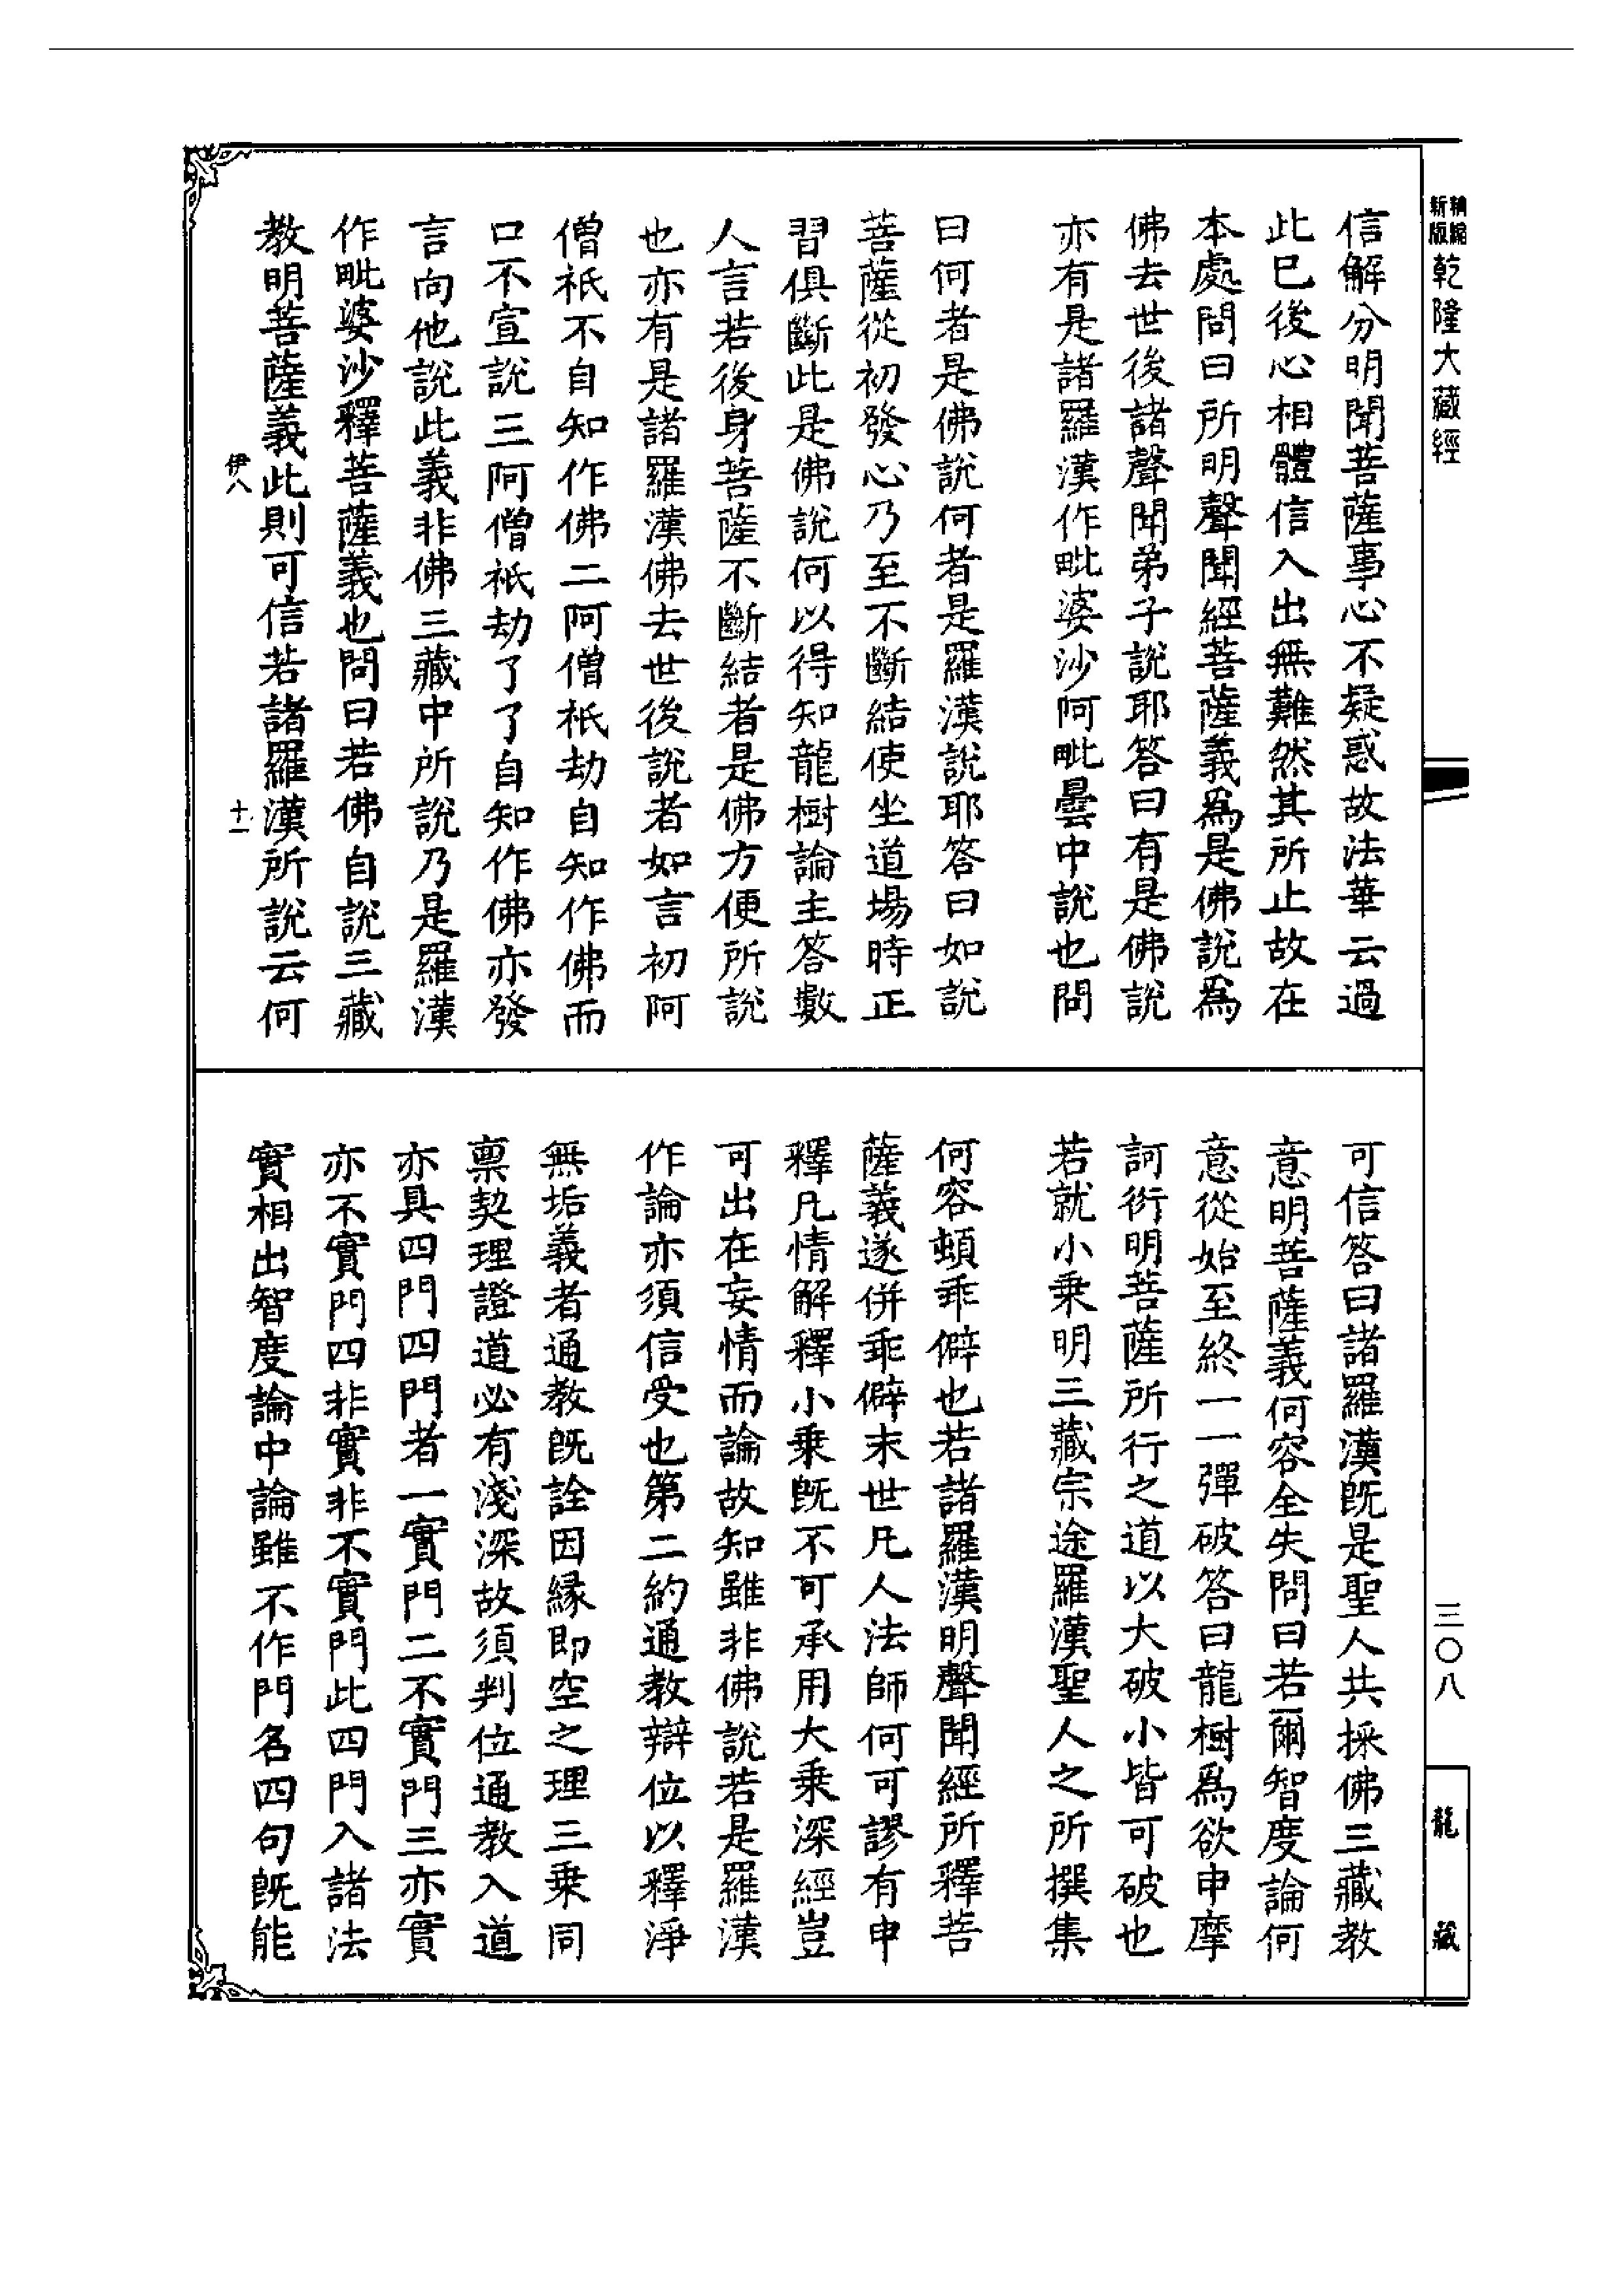 新版精縮乾隆大藏經
信解分明聞菩薩事心不疑惑故法華云過
此已後心相體信入出無難然其所止故在
本處問曰所明聲聞經菩薩義為是佛說為
佛去世後諸聲聞弟子說耶答曰有是佛說
亦有是諸羅漢作毗婆沙阿毗曇中說也問
曰何者是佛說何者是羅漢說耶答曰如說
菩薩從初發心乃至不斷結使坐道場時正
習俱斷此是佛說何以得知龍樹論主答數
人言若後身菩薩不斷結者是佛方便所說
也亦有是諸羅漢佛去世後說者如言初阿
僧祇不自知作佛二阿僧祇劫自知作佛而
口不宣說三阿僧祇劫了了自知作佛亦發
言向他說此義非佛三藏中所說乃是羅漢
作毗婆沙釋菩薩義也問曰若佛自說三藏
教明菩薩義此則可信若諸羅漢所說云何
伊八
十一
可信答曰諸羅漢既是聖人共採佛三藏教
意明菩薩義何容全失問曰若爾智度論何
意從始至終一一彈破答曰龍樹為欲申摩
訶衍明菩薩所行之道以大破小皆可破也
若就小乘明三藏宗途羅漢聖人之所撰集
何容頓乖僻也若諸羅漢明聲聞經所釋菩
薩義遂併乖僻末世凡人法師何可謬有申
釋凡情解釋小乘既不可承用大乘深經豈
可出在妄情而論故知雖非佛說若是羅漢
作論亦須信受也第二約通教辯位以釋淨
無垢義者通教既詮因緣即空之理三乘同
稟契理證道必有淺深故須判位通教入道
亦具四門四門者一實門二不實門三亦實
亦不實門四非實非不實門此四門入諸法
實相出智度論中論雖不作門名四句既能
三〇八
龍藏